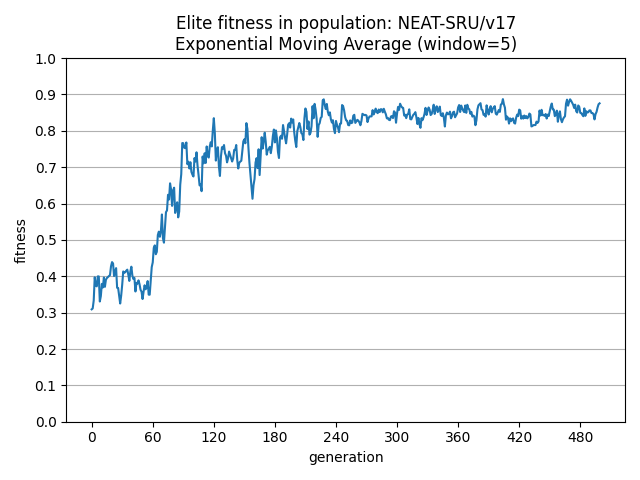 Elite fitness in population: NEAT-SRU/v17
Exponential Moving Average (window=5)
fitness
1.0
0.9
0.8
0.7
0.6
0.5
0.4
0.3
0.2
0.1
0.0
0 60 120 180 240 300 360 420 480
generation